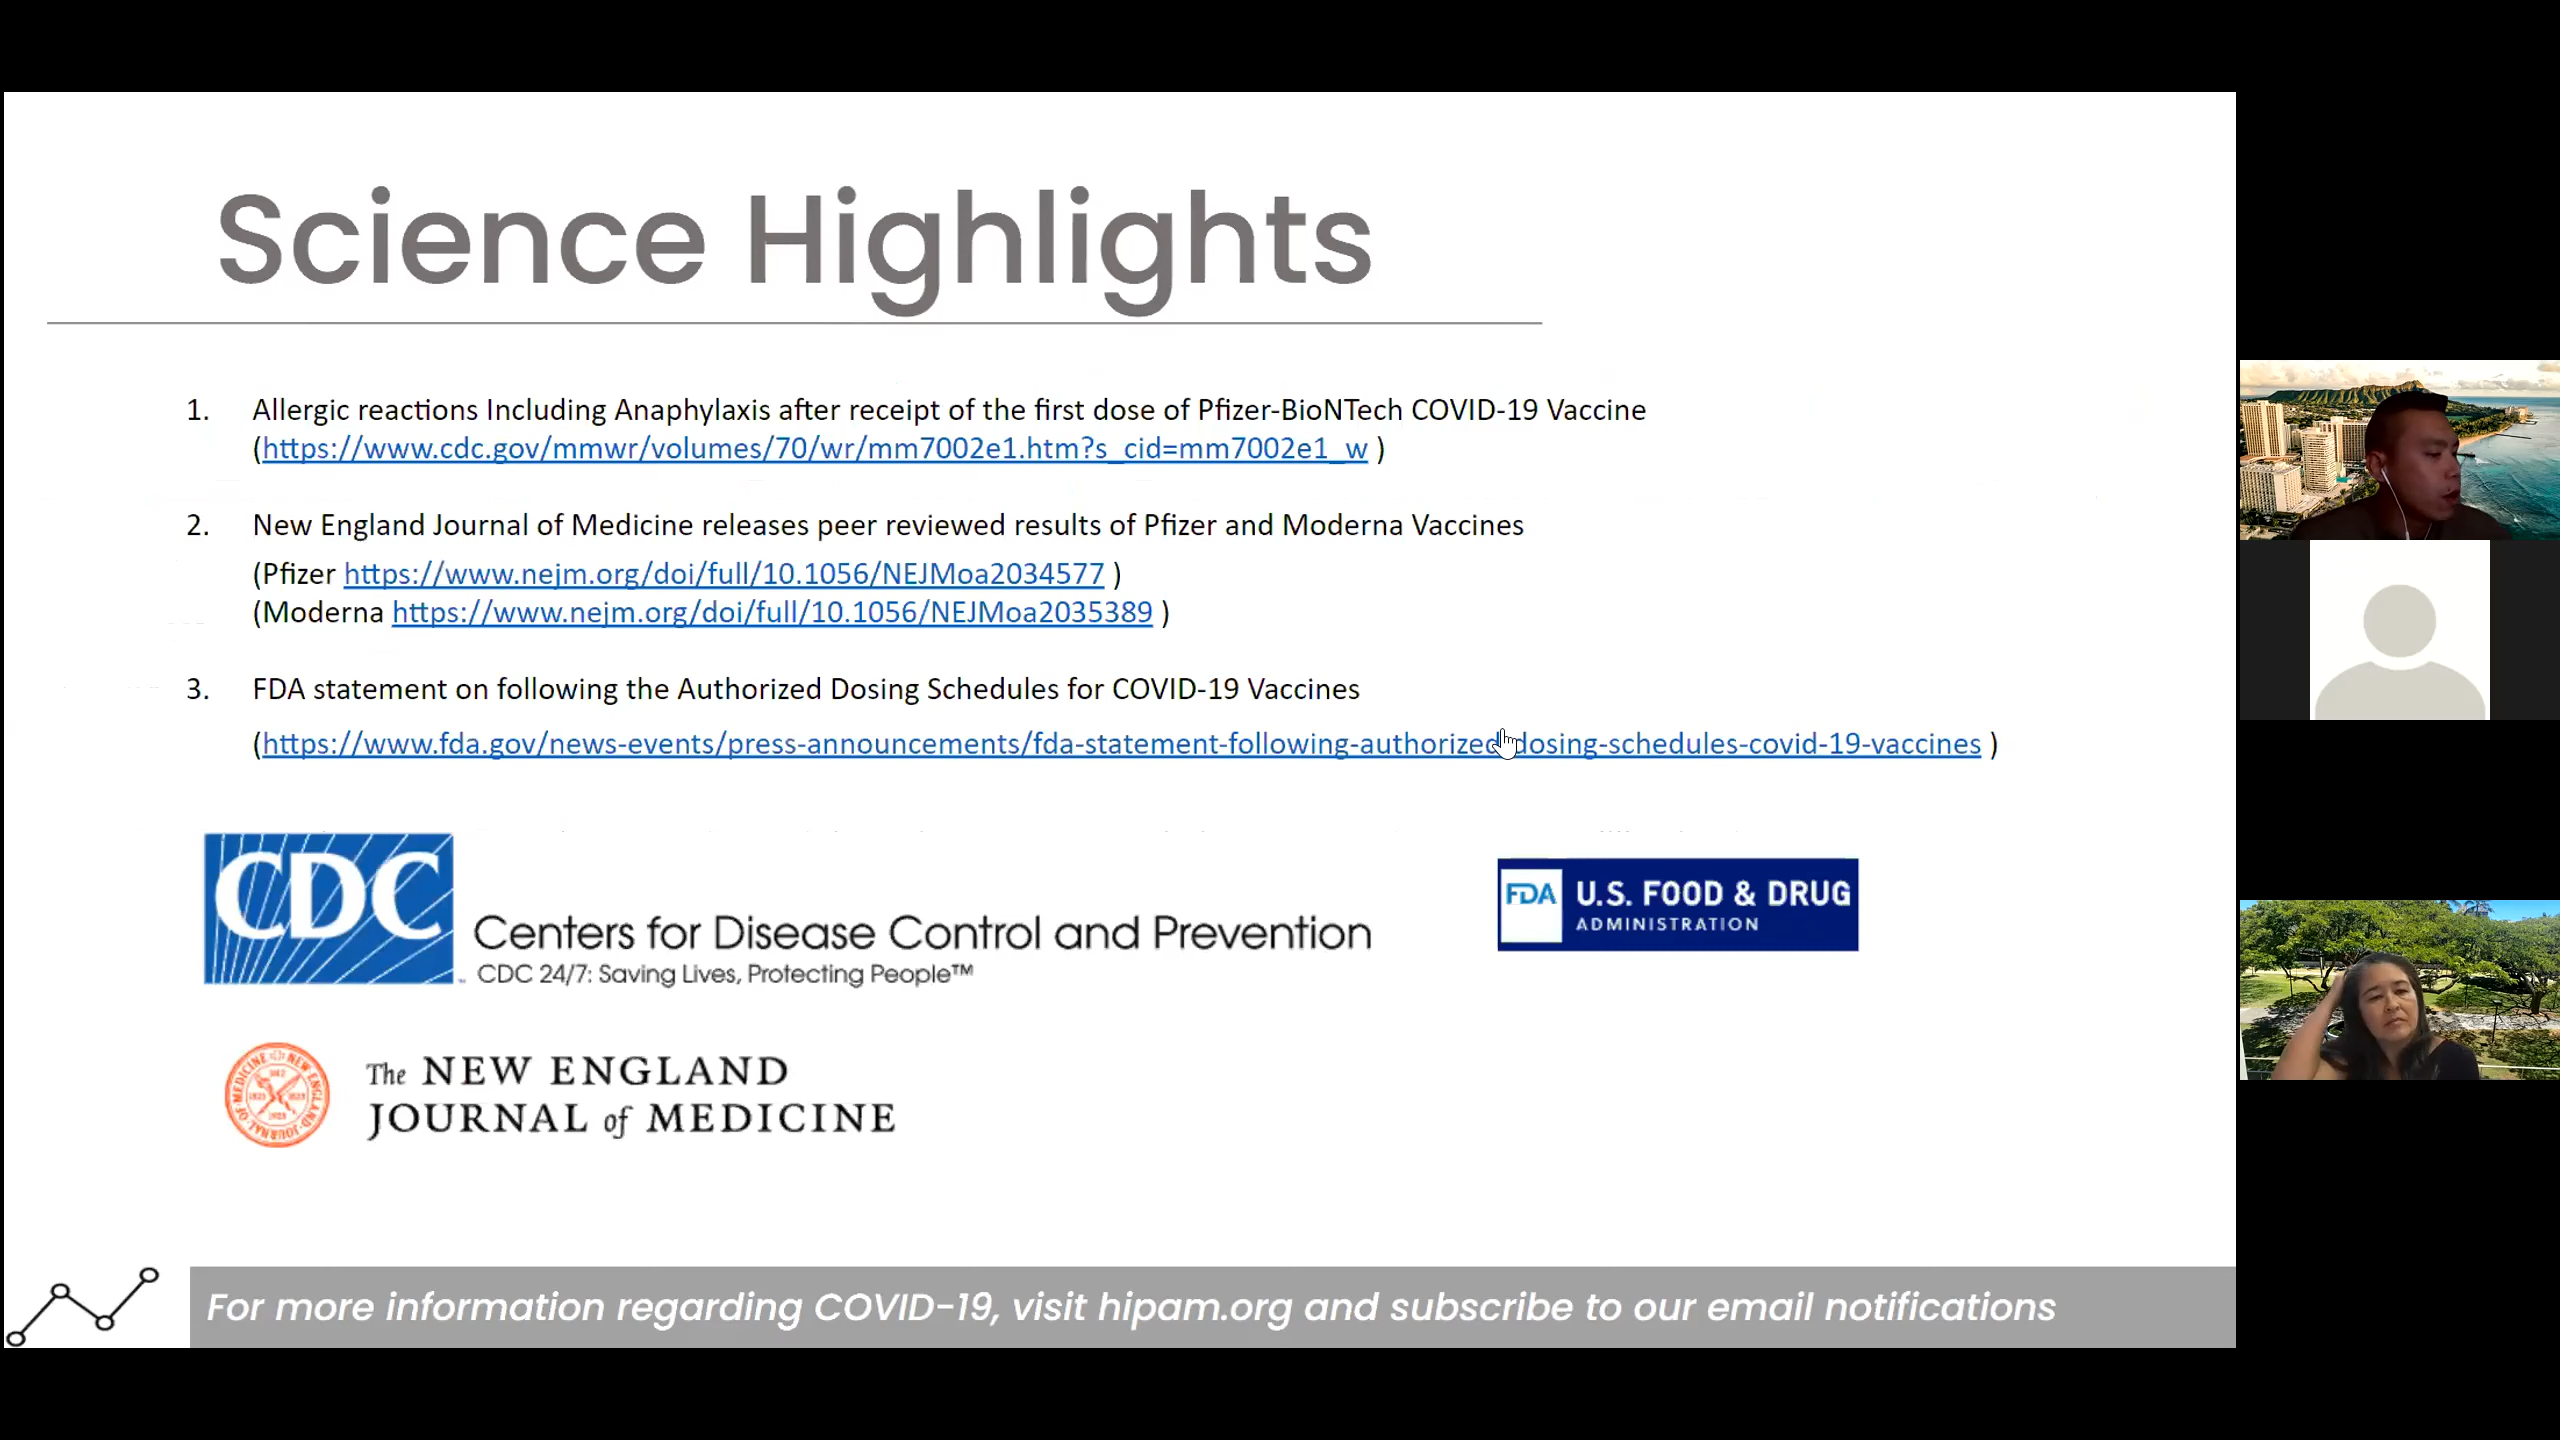 Science Highlights
1. Allergic reactions Including Anaphylaxis after receipt of the first dose of Pfizer-BioNTech COVID-19 Vaccine
(https://www.cdc.gov/mmwr/volumes/70/wr/mm7002e1.htm?s_cid=mm7002e1_w )
2. New England Journal of Medicine releases peer reviewed results of Pfizer and Moderna Vaccines
(Pfizer https://www.nejm.org/doi/full/10.1056/NEJMoa2034577 )
(Moderna https://www.nejm.org/doi/full/10.1056/NEJMoa2035389 )
3. FDA statement on following the Authorized Dosing Schedules for COVID-19 Vaccines
(https://www.fda.gov/news-events/press-announcements/fda-statement-following-authorized-dosing-schedules-covid-19-vaccines )
CDC
Centers for Disease Control and Prevention
CDC 24/7: Saving Lives, Protecting People™
FDA U.S. FOOD & DRUG
ADMINISTRATION
The NEW ENGLAND
JOURNAL of MEDICINE
For more information regarding COVID-19, visit hipam.org and subscribe to our email notifications